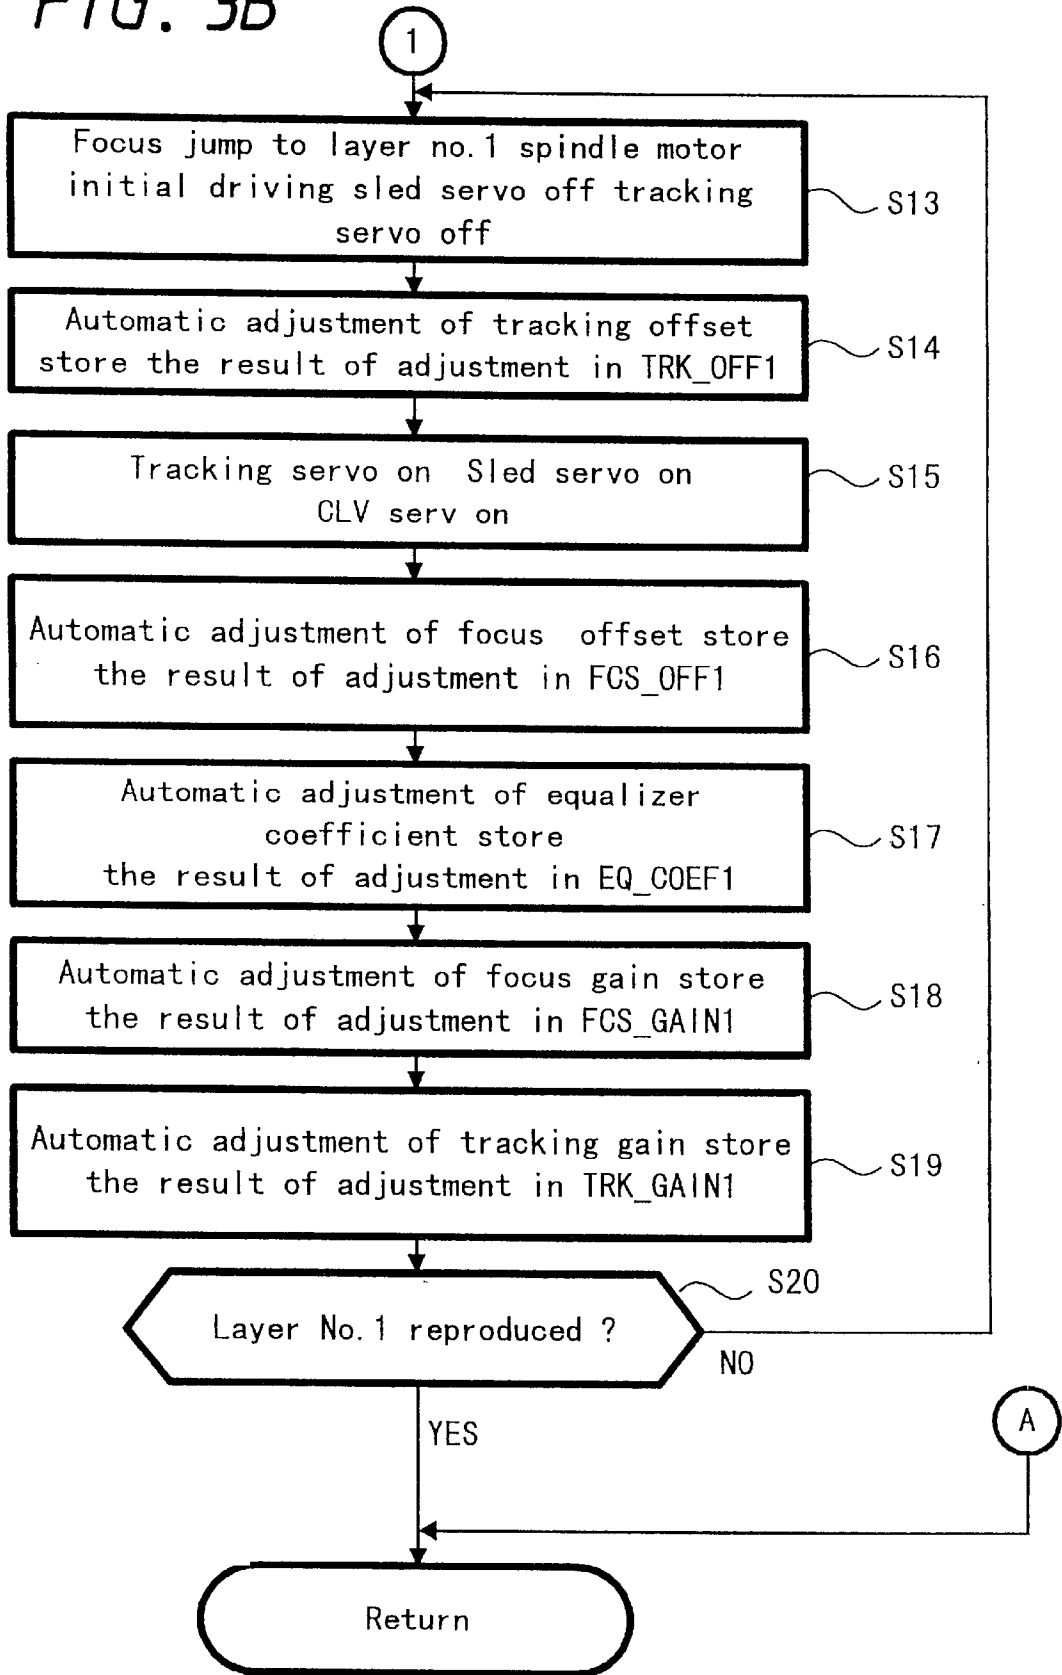 FIG. 3B
1
Focus jump to layer no.1 spindle motor
initial driving sled servo off tracking
servo off
S13
Automatic adjustment of tracking offset
store the result of adjustment in TRK_OFF1
S14
Tracking servo on Sled servo on
CLV serv on
S15
Automatic adjustment of focus offset store
the result of adjustment in FCS_OFF1
S16
Automatic adjustment of equalizer
coefficient store
the result of adjustment in EQ_COEF1
S17
Automatic adjustment of focus gain store
the result of adjustment in FCS_GAIN1
S18
Automatic adjustment of tracking gain store
the result of adjustment in TRK_GAIN1
S19
S20
Layer No.1 reproduced ?
NO
YES
A
Return